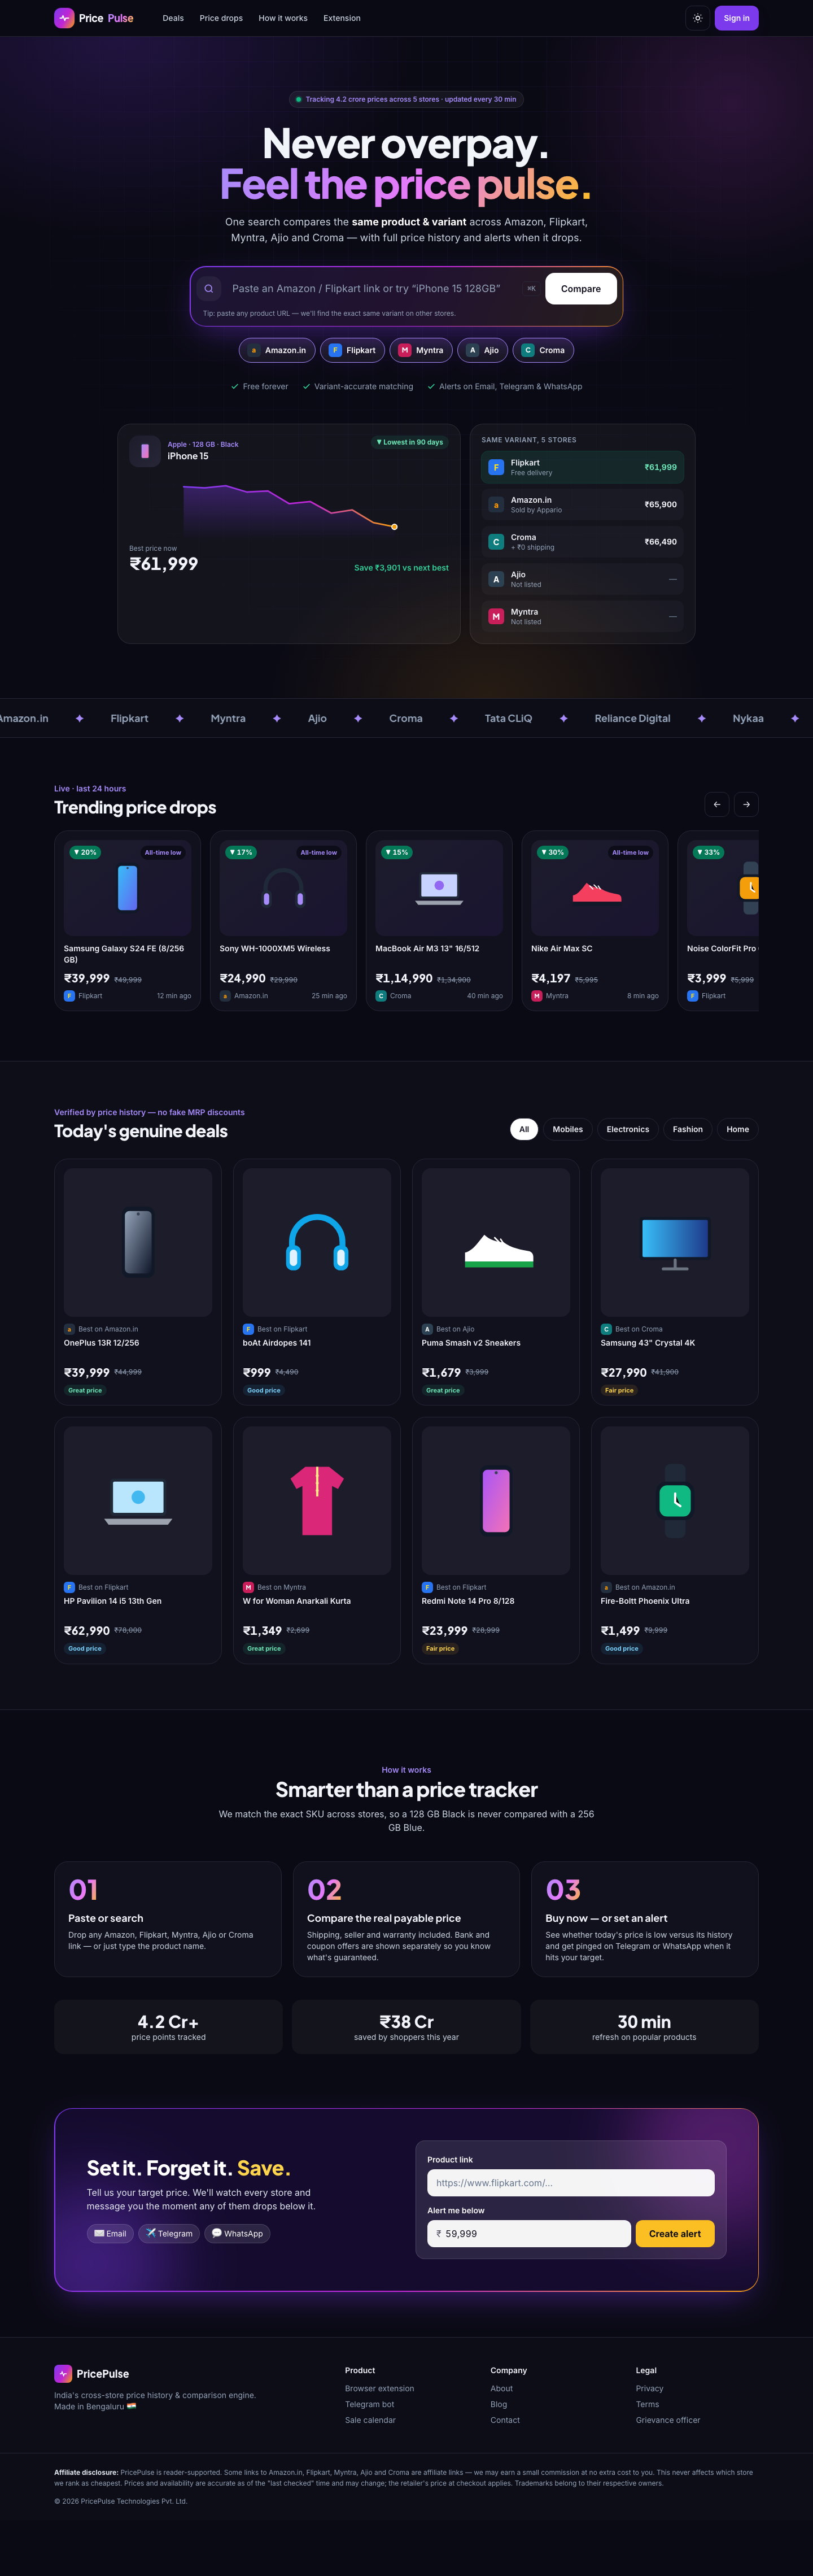 Price Pulse
Deals
Price drops
How it works
Extension
Sign in
Tracking 4.2 crore prices across 5 stores · updated every 30 min
Never overpay.
Feel the price pulse.
One search compares the same product & variant across Amazon, Flipkart,
Myntra, Ajio and Croma — with full price history and alerts when it drops.
Paste an Amazon / Flipkart link or try “iPhone 15 128GB”
⌘K
Compare
Tip: paste any product URL — we'll find the exact same variant on other stores.
a Amazon.in
F Flipkart
M Myntra
A Ajio
C Croma
✓ Free forever
✓ Variant-accurate matching
✓ Alerts on Email, Telegram & WhatsApp
Apple · 128 GB · Black
iPhone 15
▼ Lowest in 90 days
Best price now
₹61,999
Save ₹3,901 vs next best
SAME VARIANT, 5 STORES
F Flipkart
Free delivery
₹61,999
a Amazon.in
Sold by Appario
₹65,900
C Croma
+ ₹0 shipping
₹66,490
A Ajio
Not listed
—
M Myntra
Not listed
—
Amazon.in ✦ Flipkart ✦ Myntra ✦ Ajio ✦ Croma ✦ Tata CLiQ ✦ Reliance Digital ✦ Nykaa ✦
Live · last 24 hours
Trending price drops
← →
▼ 20%
All-time low
Samsung Galaxy S24 FE (8/256
GB)
₹39,999 ₹49,999
F Flipkart
12 min ago
▼ 17%
All-time low
Sony WH-1000XM5 Wireless
₹24,990 ₹29,990
a Amazon.in
25 min ago
▼ 15%
MacBook Air M3 13" 16/512
₹1,14,990 ₹1,34,900
C Croma
40 min ago
▼ 30%
All-time low
Nike Air Max SC
₹4,197 ₹5,995
M Myntra
8 min ago
▼ 33%
Noise ColorFit Pro
₹3,999 ₹5,999
F Flipkart
Verified by price history — no fake MRP discounts
Today's genuine deals
All
Mobiles
Electronics
Fashion
Home
a Best on Amazon.in
OnePlus 13R 12/256
₹39,999 ₹44,999
Great price
F Best on Flipkart
boAt Airdopes 141
₹999 ₹4,490
Good price
A Best on Ajio
Puma Smash v2 Sneakers
₹1,679 ₹3,999
Great price
C Best on Croma
Samsung 43" Crystal 4K
₹27,990 ₹41,900
Fair price
F Best on Flipkart
HP Pavilion 14 i5 13th Gen
₹62,990 ₹78,000
Good price
M Best on Myntra
W for Woman Anarkali Kurta
₹1,349 ₹2,699
Great price
F Best on Flipkart
Redmi Note 14 Pro 8/128
₹23,999 ₹28,999
Fair price
a Best on Amazon.in
Fire-Boltt Phoenix Ultra
₹1,499 ₹9,999
Good price
How it works
Smarter than a price tracker
We match the exact SKU across stores, so a 128 GB Black is never compared with a 256
GB Blue.
01
Paste or search
Drop any Amazon, Flipkart, Myntra, Ajio or Croma
link — or just type the product name.
02
Compare the real payable price
Shipping, seller and warranty included. Bank and
coupon offers are shown separately so you know
what's guaranteed.
03
Buy now — or set an alert
See whether today's price is low versus its history
and get pinged on Telegram or WhatsApp when it
hits your target.
4.2 Cr+
price points tracked
₹38 Cr
saved by shoppers this year
30 min
refresh on popular products
Set it. Forget it. Save.
Tell us your target price. We'll watch every store and
message you the moment any of them drops below it.
✉️ Email
✈️ Telegram
💬 WhatsApp
Product link
https://www.flipkart.com/...
Alert me below
₹ 59,999
Create alert
PricePulse
India's cross-store price history & comparison engine.
Made in Bengaluru 🇮🇳
Product
Browser extension
Telegram bot
Sale calendar
Company
About
Blog
Contact
Legal
Privacy
Terms
Grievance officer
Affiliate disclosure: PricePulse is reader-supported. Some links to Amazon.in, Flipkart, Myntra, Ajio and Croma are affiliate links — we may earn a small commission at no extra cost to you. This never affects which store
we rank as cheapest. Prices and availability are accurate as of the "last checked" time and may change; the retailer's price at checkout applies. Trademarks belong to their respective owners.
© 2026 PricePulse Technologies Pvt. Ltd.